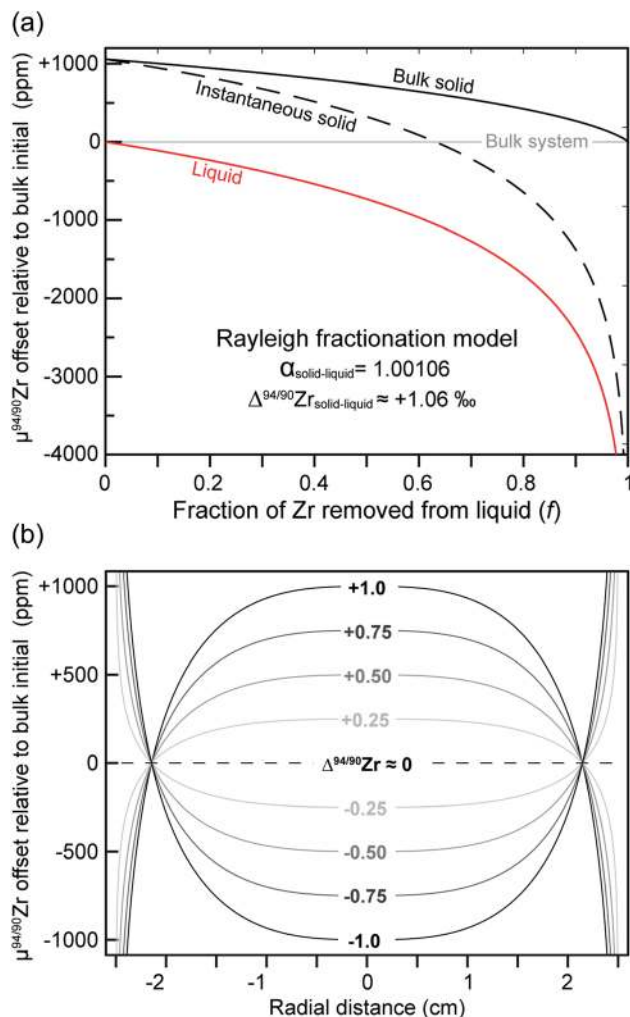 (a)
μ⁹⁴/⁹⁰Zr offset relative to bulk initial (ppm)
+1000
0
-1000
-2000
-3000
-4000
Bulk solid
Instantaneous solid
Bulk system
Liquid
Rayleigh fractionation model
α solid-liquid = 1.00106
Δ⁹⁴/⁹⁰Zr solid-liquid ≈ +1.06 ‰
0 0.2 0.4 0.6 0.8 1
Fraction of Zr removed from liquid (f)
(b)
μ⁹⁴/⁹⁰Zr offset relative to bulk initial (ppm)
+1000
+500
0
-500
-1000
+1.0
+0.75
+0.50
+0.25
Δ⁹⁴/⁹⁰Zr ≈ 0
-0.25
-0.50
-0.75
-1.0
-2 -1 0 1 2
Radial distance (cm)